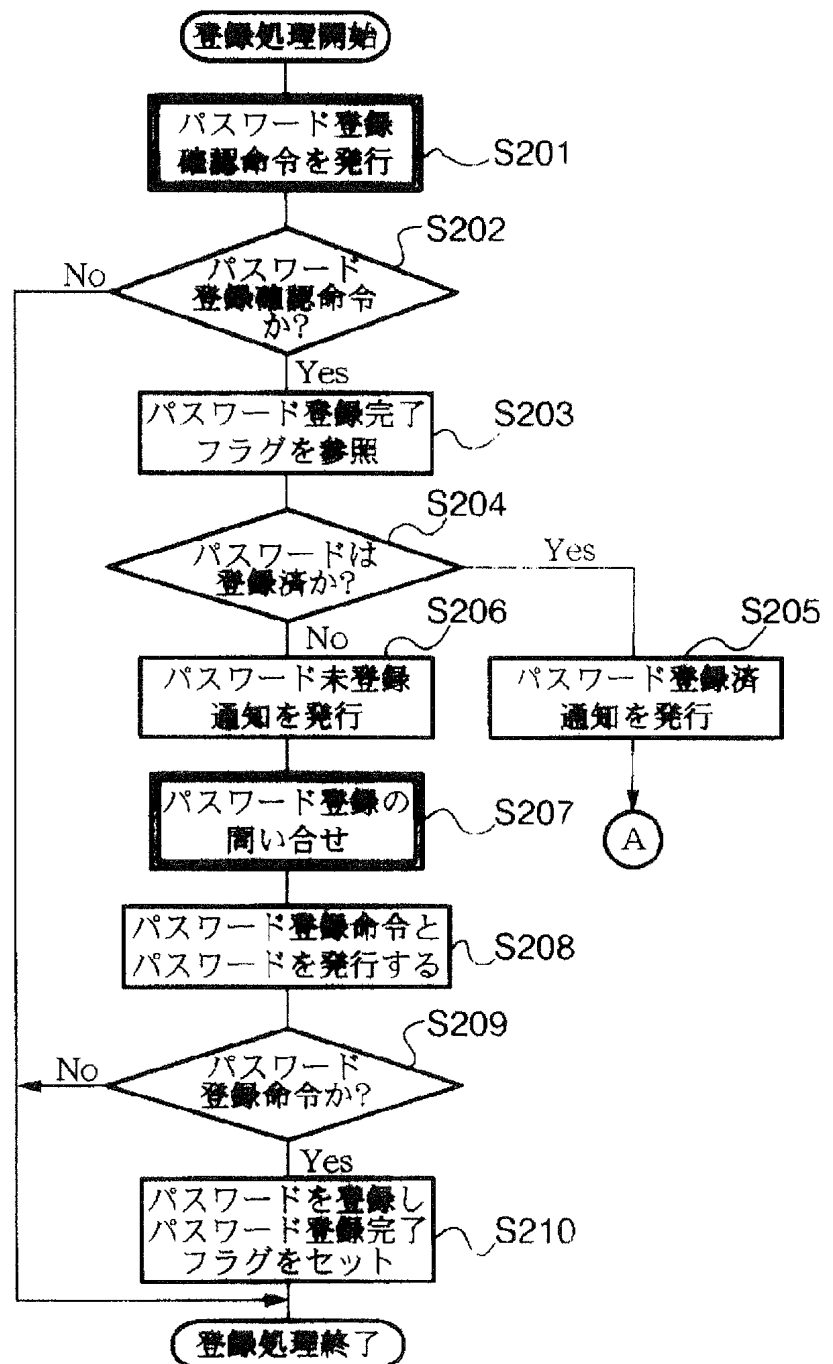 登録処理開始
パスワード登録
確認命令を発行
S201
S202
パスワード
登録確認命令
か?
No
Yes
パスワード登録完了
フラグを参照
S203
S204
パスワードは
登録済か?
Yes
No
S206
パスワード未登録
通知を発行
S205
パスワード登録済
通知を発行
A
パスワード登録の
問い合せ
S207
パスワード登録命令と
パスワードを発行する
S208
S209
パスワード
登録命令か?
No
Yes
パスワードを登録し
パスワード登録完了
フラグをセット
S210
登録処理終了